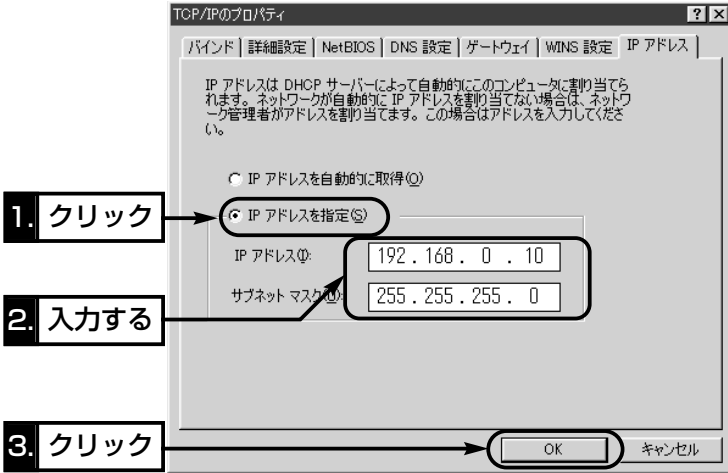 TCP/IPのプロパティ
バインド 詳細設定 NetBIOS DNS 設定 ゲートウェイ WINS 設定 IP アドレス
IP アドレスは DHCP サーバーによって自動的にこのコンピュータに割り当てら
れます。ネットワークが自動的に IP アドレスを割り当てない場合は、ネットワ
ーク管理者がアドレスを割り当てます。この場合はアドレスを入力してくださ
い。
IP アドレスを自動的に取得(O)
1. クリック
IP アドレスを指定(S)
IP アドレス(I): 192 . 168 . 0 . 10
サブネット マスク(U): 255 . 255 . 255 . 0
2. 入力する
3. クリック
OK キャンセル